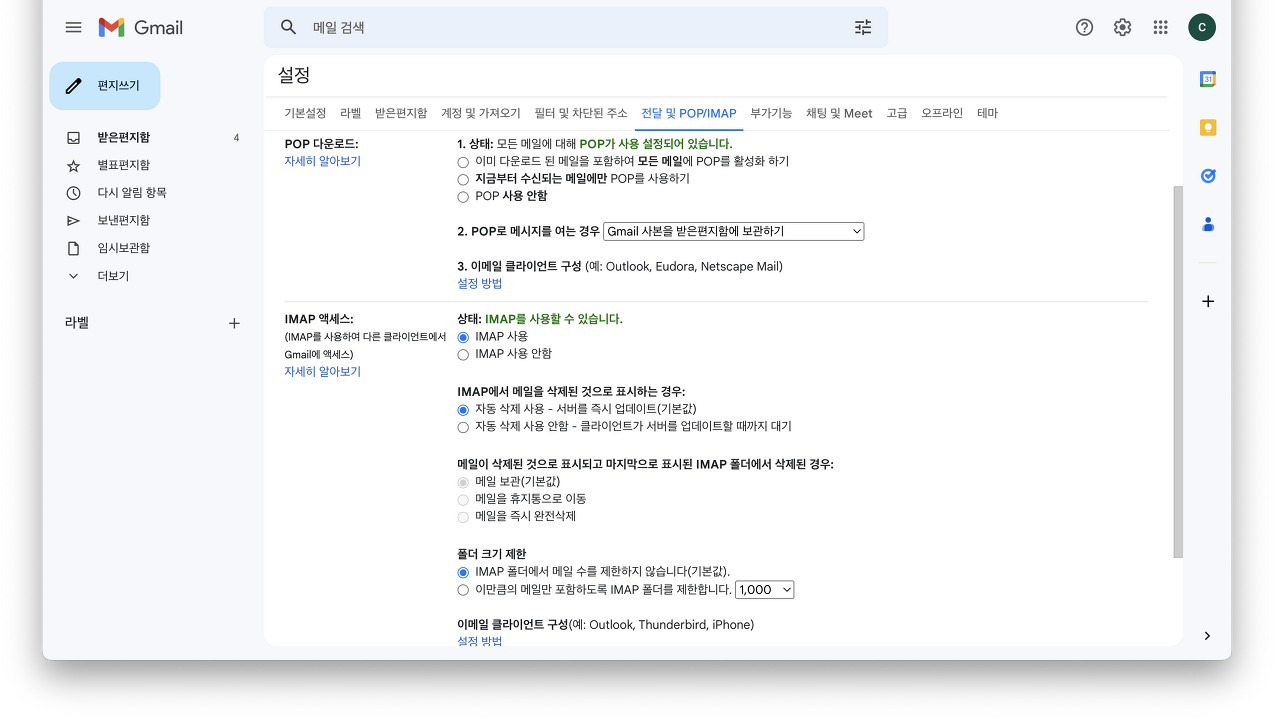 Gmail
메일 검색
C
편지쓰기
받은편지함 4
별표편지함
다시 알림 항목
보낸편지함
임시보관함
더보기
라벨
설정
기본설정 라벨 받은편지함 계정 및 가져오기 필터 및 차단된 주소 전달 및 POP/IMAP 부가기능 채팅 및 Meet 고급 오프라인 테마
POP 다운로드:
자세히 알아보기
1. 상태: 모든 메일에 대해 POP가 사용 설정되어 있습니다.
이미 다운로드 된 메일을 포함하여 모든 메일에 POP를 활성화 하기
지금부터 수신되는 메일에만 POP를 사용하기
POP 사용 안함
2. POP로 메시지를 여는 경우 Gmail 사본을 받은편지함에 보관하기
3. 이메일 클라이언트 구성 (예: Outlook, Eudora, Netscape Mail)
설정 방법
IMAP 액세스:
(IMAP를 사용하여 다른 클라이언트에서
Gmail에 액세스)
자세히 알아보기
상태: IMAP를 사용할 수 있습니다.
IMAP 사용
IMAP 사용 안함
IMAP에서 메일을 삭제된 것으로 표시하는 경우:
자동 삭제 사용 - 서버를 즉시 업데이트(기본값)
자동 삭제 사용 안함 - 클라이언트가 서버를 업데이트할 때까지 대기
메일이 삭제된 것으로 표시되고 마지막으로 표시된 IMAP 폴더에서 삭제된 경우:
메일 보관(기본값)
메일을 휴지통으로 이동
메일을 즉시 완전삭제
폴더 크기 제한
IMAP 폴더에서 메일 수를 제한하지 않습니다(기본값).
이만큼의 메일만 포함하도록 IMAP 폴더를 제한합니다. 1,000
이메일 클라이언트 구성(예: Outlook, Thunderbird, iPhone)
설정 방법
31